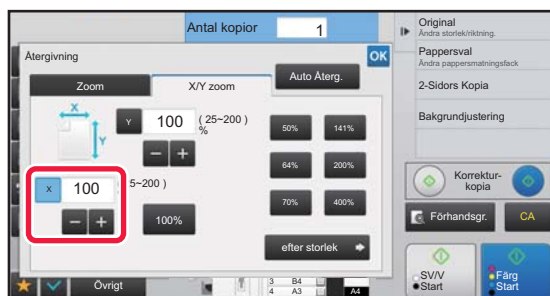 Antal kopior 1
Återgivning
OK
Zoom
X/Y zoom
Auto Återg.
X
Y
Y 100 ( 25~200 )
%
50% 141%
64% 200%
70% 400%
X 100 5~200 )
100%
efter storlek
Övrigt
3 B4
4 A3
A4
Original
Ändra storlek/riktning.
Pappersval
Ändra pappersmatningsfack
2-Sidors Kopia
Bakgrundjustering
Korrektur-
kopia
Förhandsgr.
CA
SV/V
Start
Färg
Start